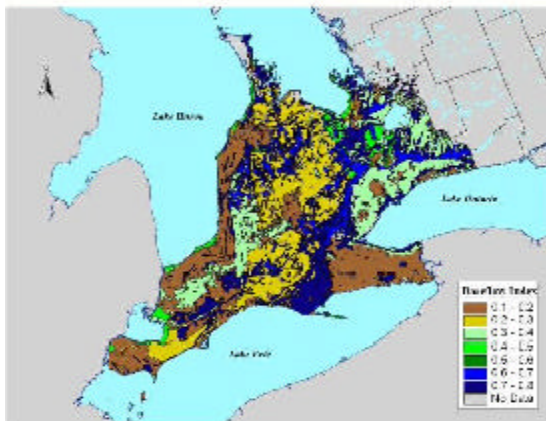 Lake Huron
Lake Ontario
Lake Erie
Baseflow Index
0.1 - 0.2
0.2 - 0.3
0.3 - 0.4
0.4 - 0.5
0.5 - 0.6
0.6 - 0.7
0.7 - 0.8
No Data